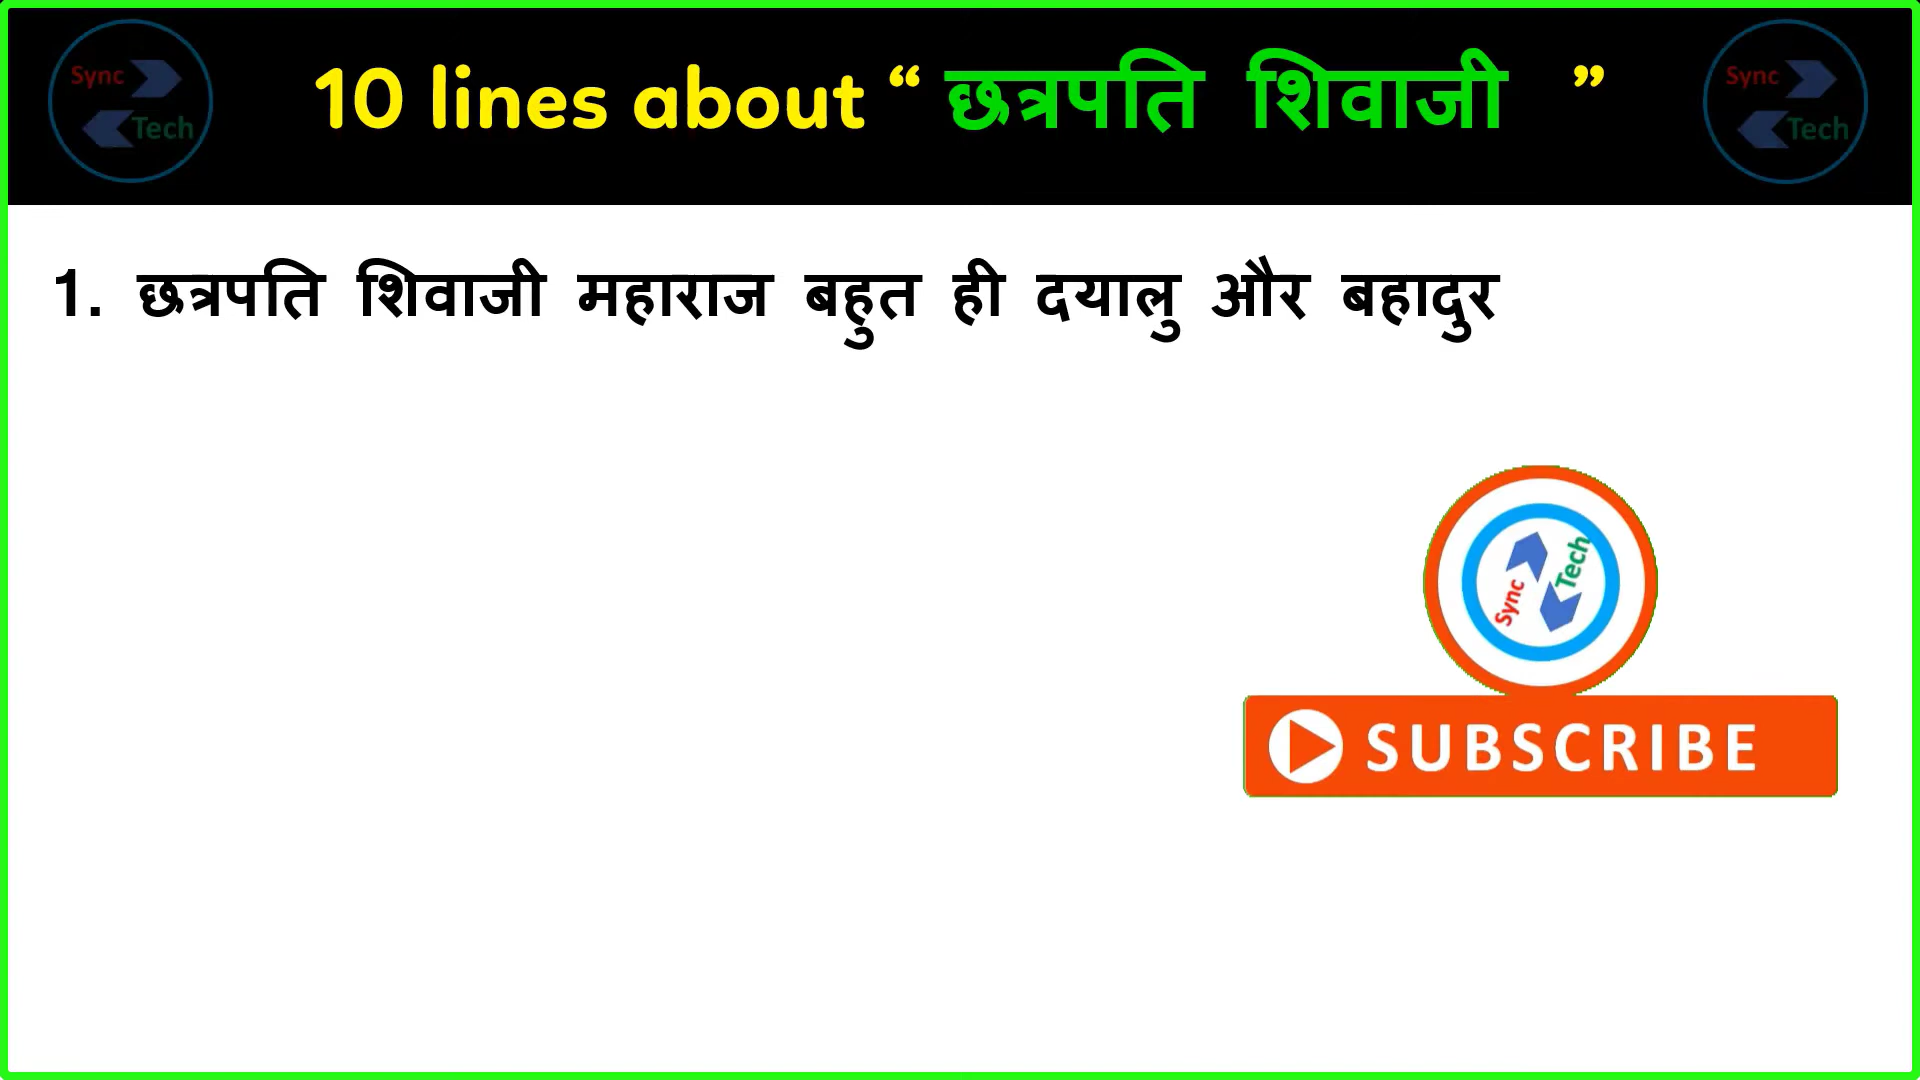 Sync
Tech
10 lines about “ छत्रपति शिवाजी ”
Sync
Tech
1. छत्रपति शिवाजी महाराज बहुत ही दयालु और बहादुर
Sync
Tech
SUBSCRIBE